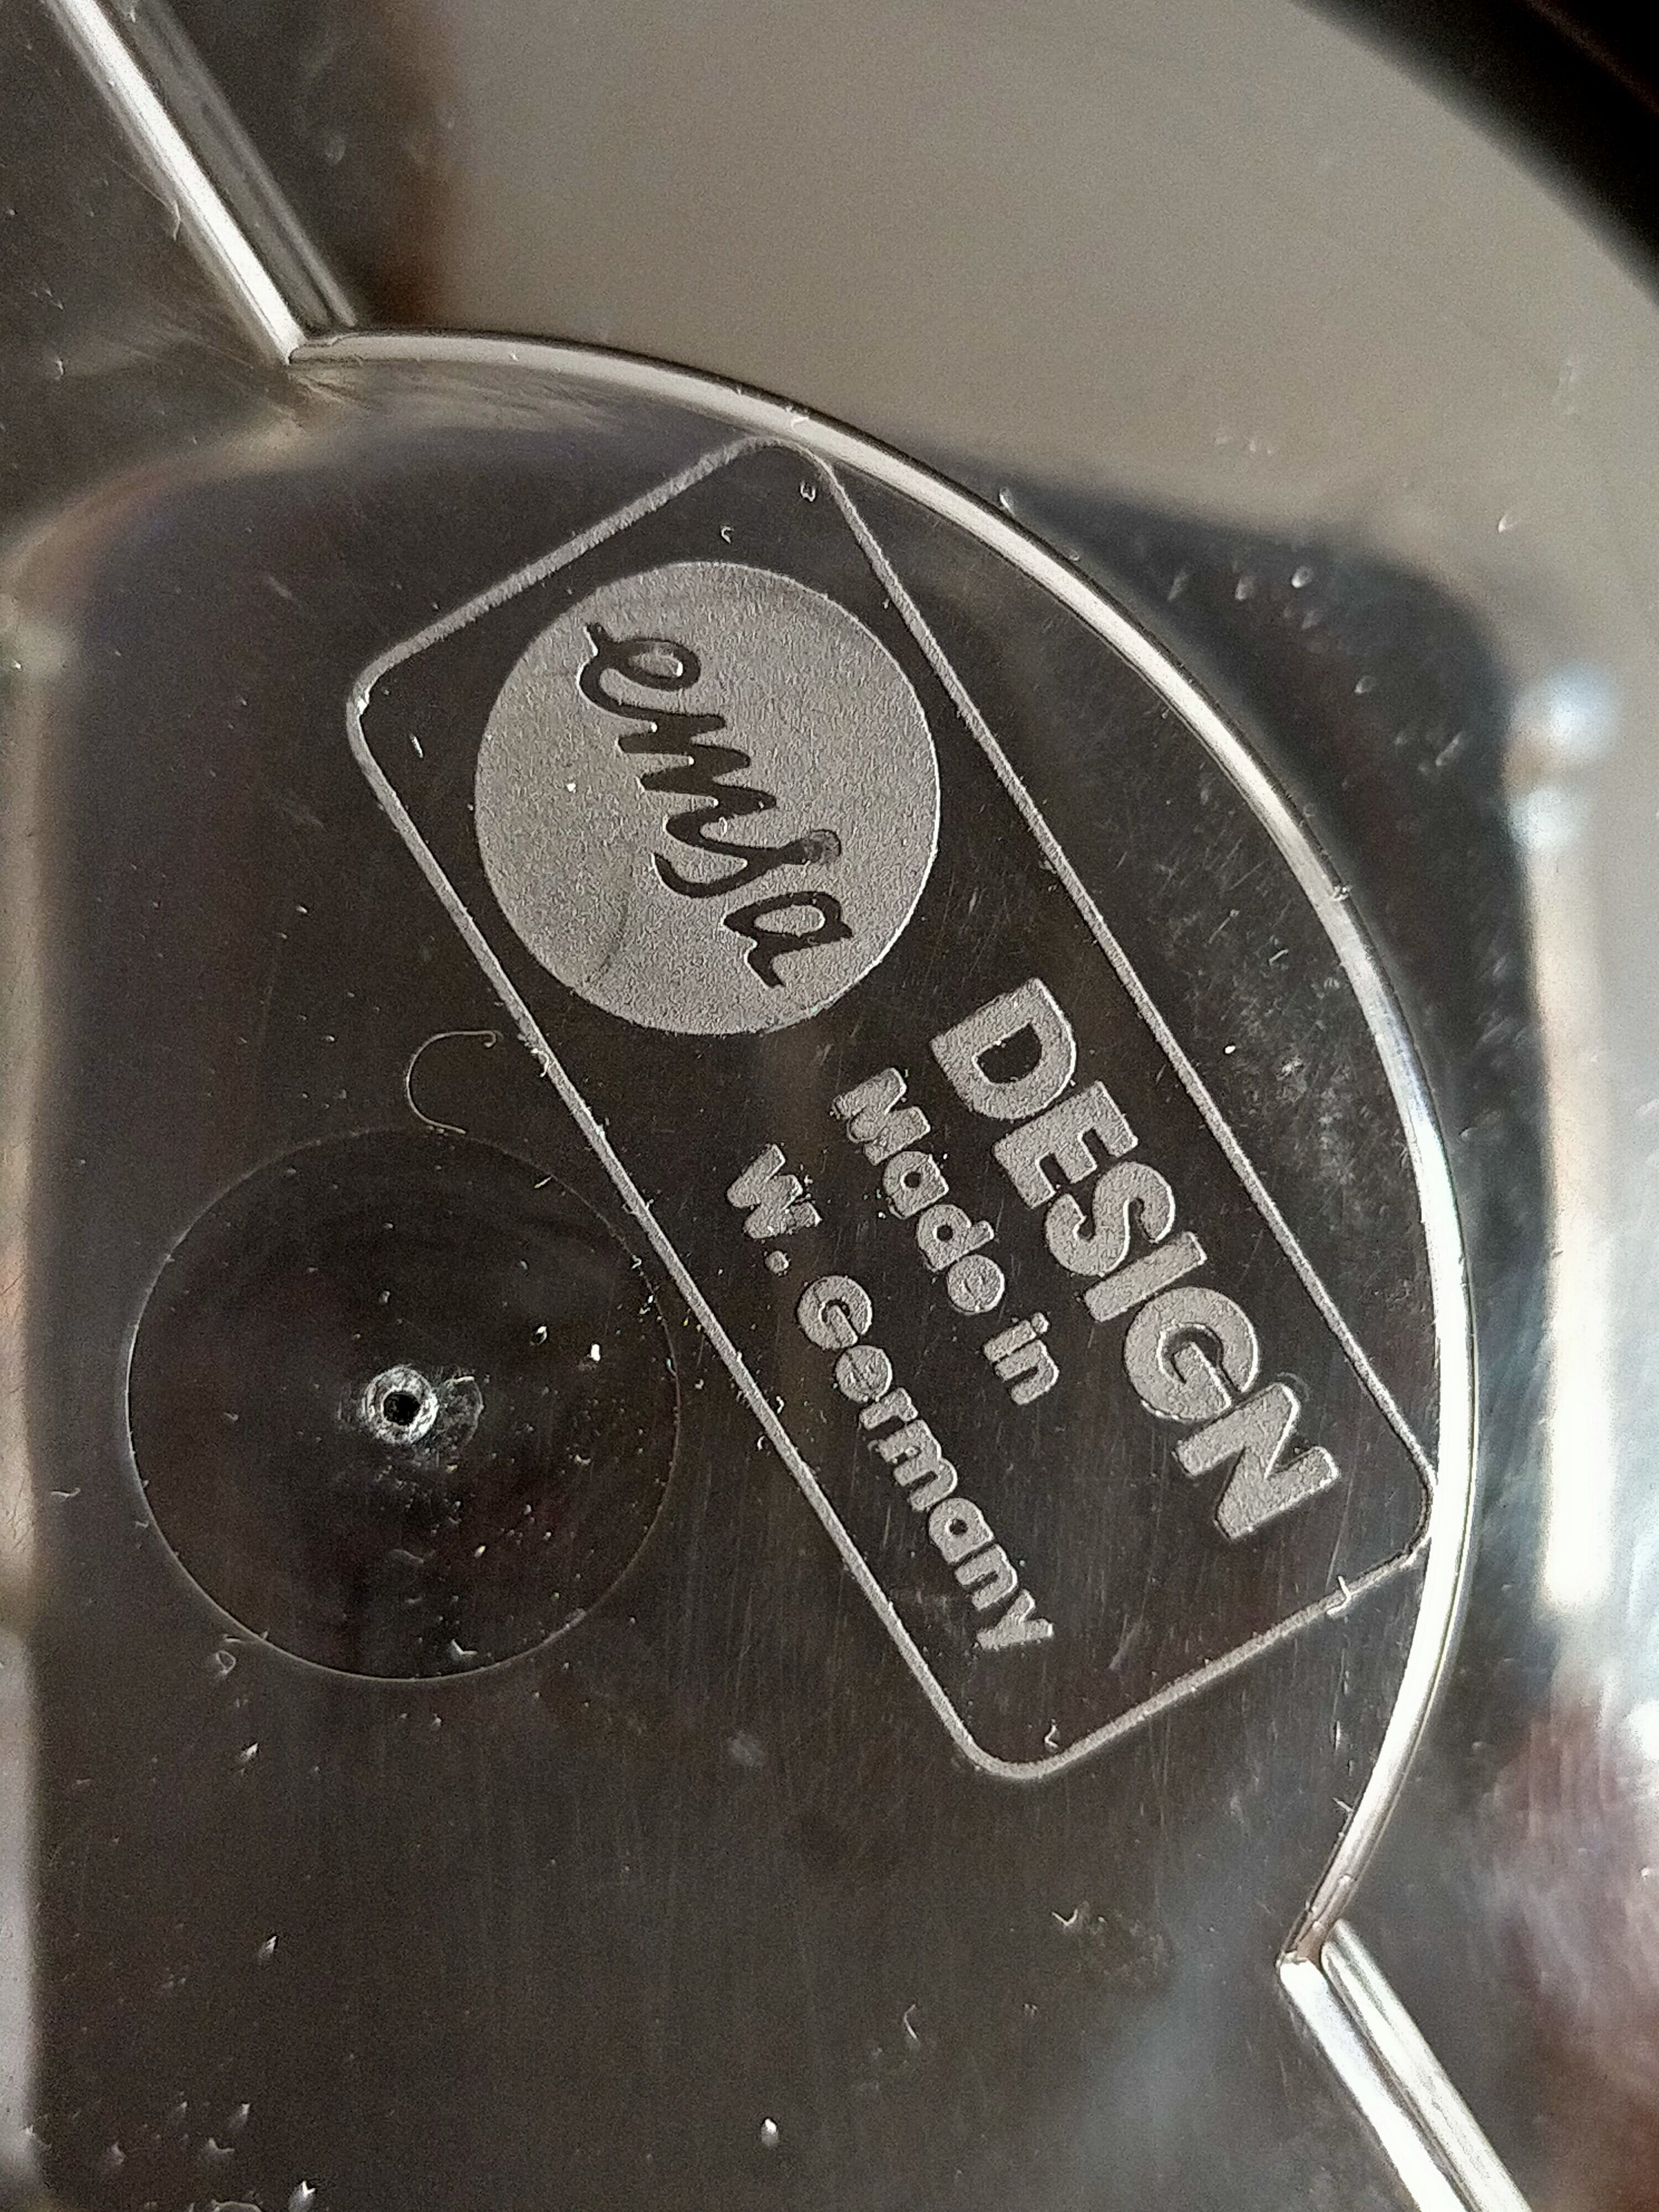 emsa
DESIGN
Made in
W. Germany